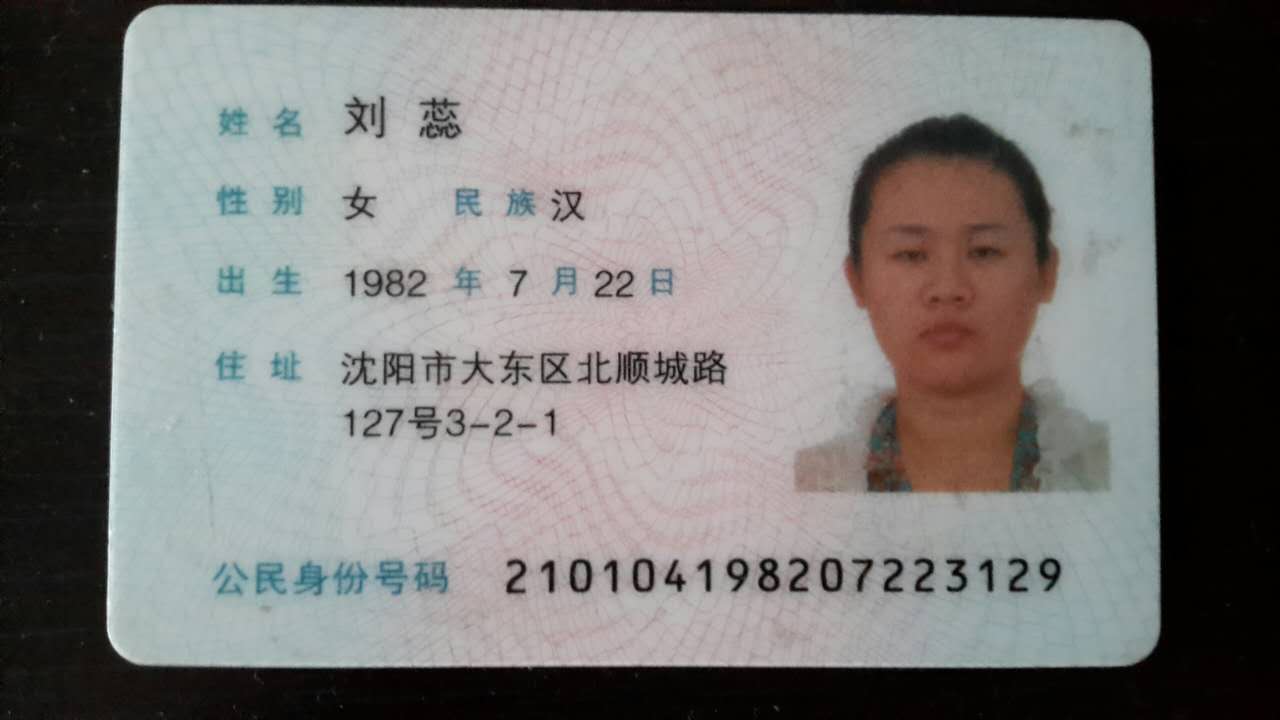 姓名 刘蕊
性别 女 民族 汉
出生 1982 年 7 月 22 日
住址 沈阳市大东区北顺城路
127号3-2-1
公民身份号码 210104198207223129